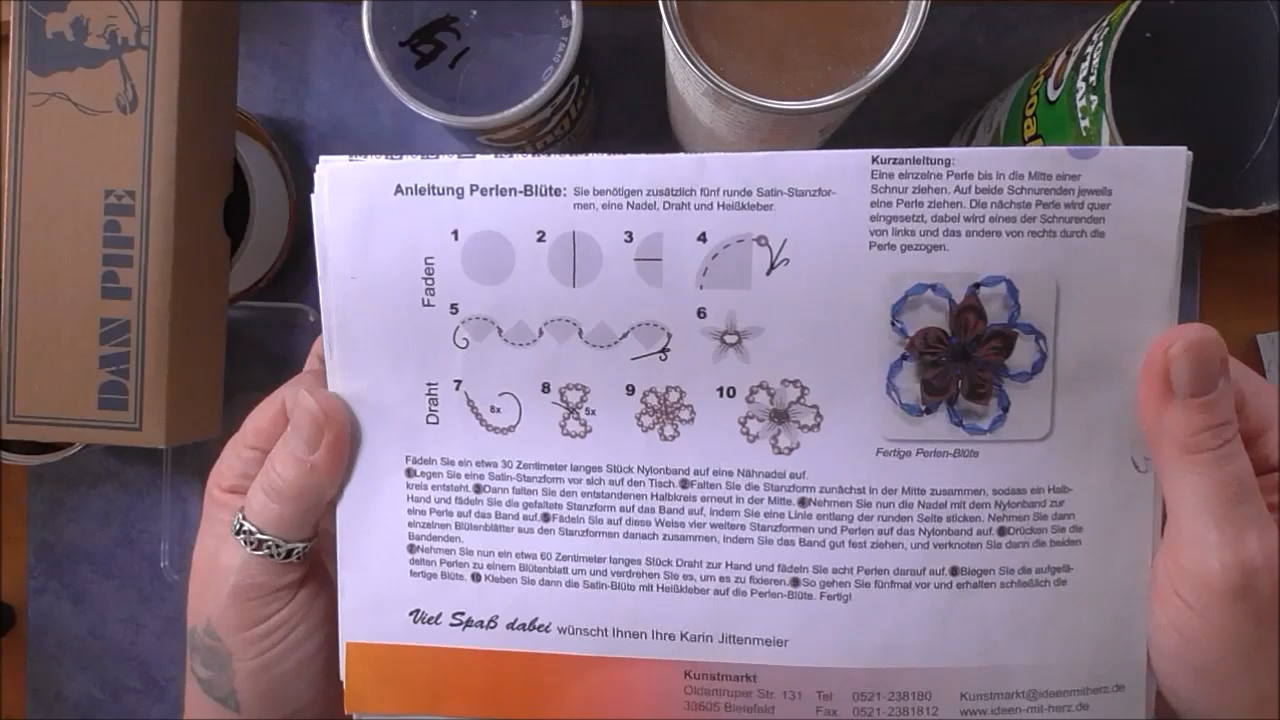 DAN PIPE
Anleitung Perlen-Blüte: Sie benötigen zusätzlich fünf runde Satin-Stanzfor-
men, eine Nadel, Draht und Heißkleber.
Faden
1
2
3
4
5
6
Draht
7
8x
8
5x
9
10
Fädeln Sie ein etwa 30 Zentimeter langes Stück Nylonband auf eine Nähnadel auf.
1 Legen Sie eine Satin-Stanzform vor sich auf den Tisch. 2 Falten Sie die Stanzform zunächst in der Mitte zusammen, sodass ein Halb-
kreis entsteht. 3 Dann falten Sie den entstandenen Halbkreis erneut in der Mitte. 4 Nehmen Sie nun die Nadel mit dem Nylonband zur
Hand und fädeln Sie die gefaltete Stanzform auf das Band auf, indem Sie eine Linie entlang der runden Seite sticken. Nehmen Sie dann
eine Perle auf das Band auf. 5 Fädeln Sie auf diese Weise vier weitere Stanzformen und Perlen auf das Nylonband auf. 6 Drücken Sie die
einzelnen Blütenblätter aus den Stanzformen danach zusammen, indem Sie das Band gut fest ziehen, und verknoten Sie dann die beiden
Bandenden.
7 Nehmen Sie nun ein etwa 60 Zentimeter langes Stück Draht zur Hand und fädeln Sie acht Perlen darauf auf. 8 Biegen Sie die aufgefä-
delten Perlen zu einem Blütenblatt um und verdrehen Sie es, um es zu fixieren. 9 So gehen Sie fünfmal vor und erhalten schließlich die
fertige Blüte. 10 Kleben Sie dann die Satin-Blüte mit Heißkleber auf die Perlen-Blüte. Fertig!
Viel Spaß dabei wünscht Ihnen Ihre Karin Jittenmeier
Kurzanleitung:
Eine einzelne Perle bis in die Mitte einer
Schnur ziehen. Auf beide Schnurenden jeweils
eine Perle ziehen. Die nächste Perle wird quer
eingesetzt, dabei wird eines der Schnurenden
von links und das andere von rechts durch die
Perle gezogen.
Fertige Perlen-Blüte
Kunstmarkt
Oldentruper Str. 131 Tel 0521-238180 Kunstmarkt@ideenmitherz.de
33605 Bielefeld Fax. 0521-2381812 www.ideen-mit-herz.de